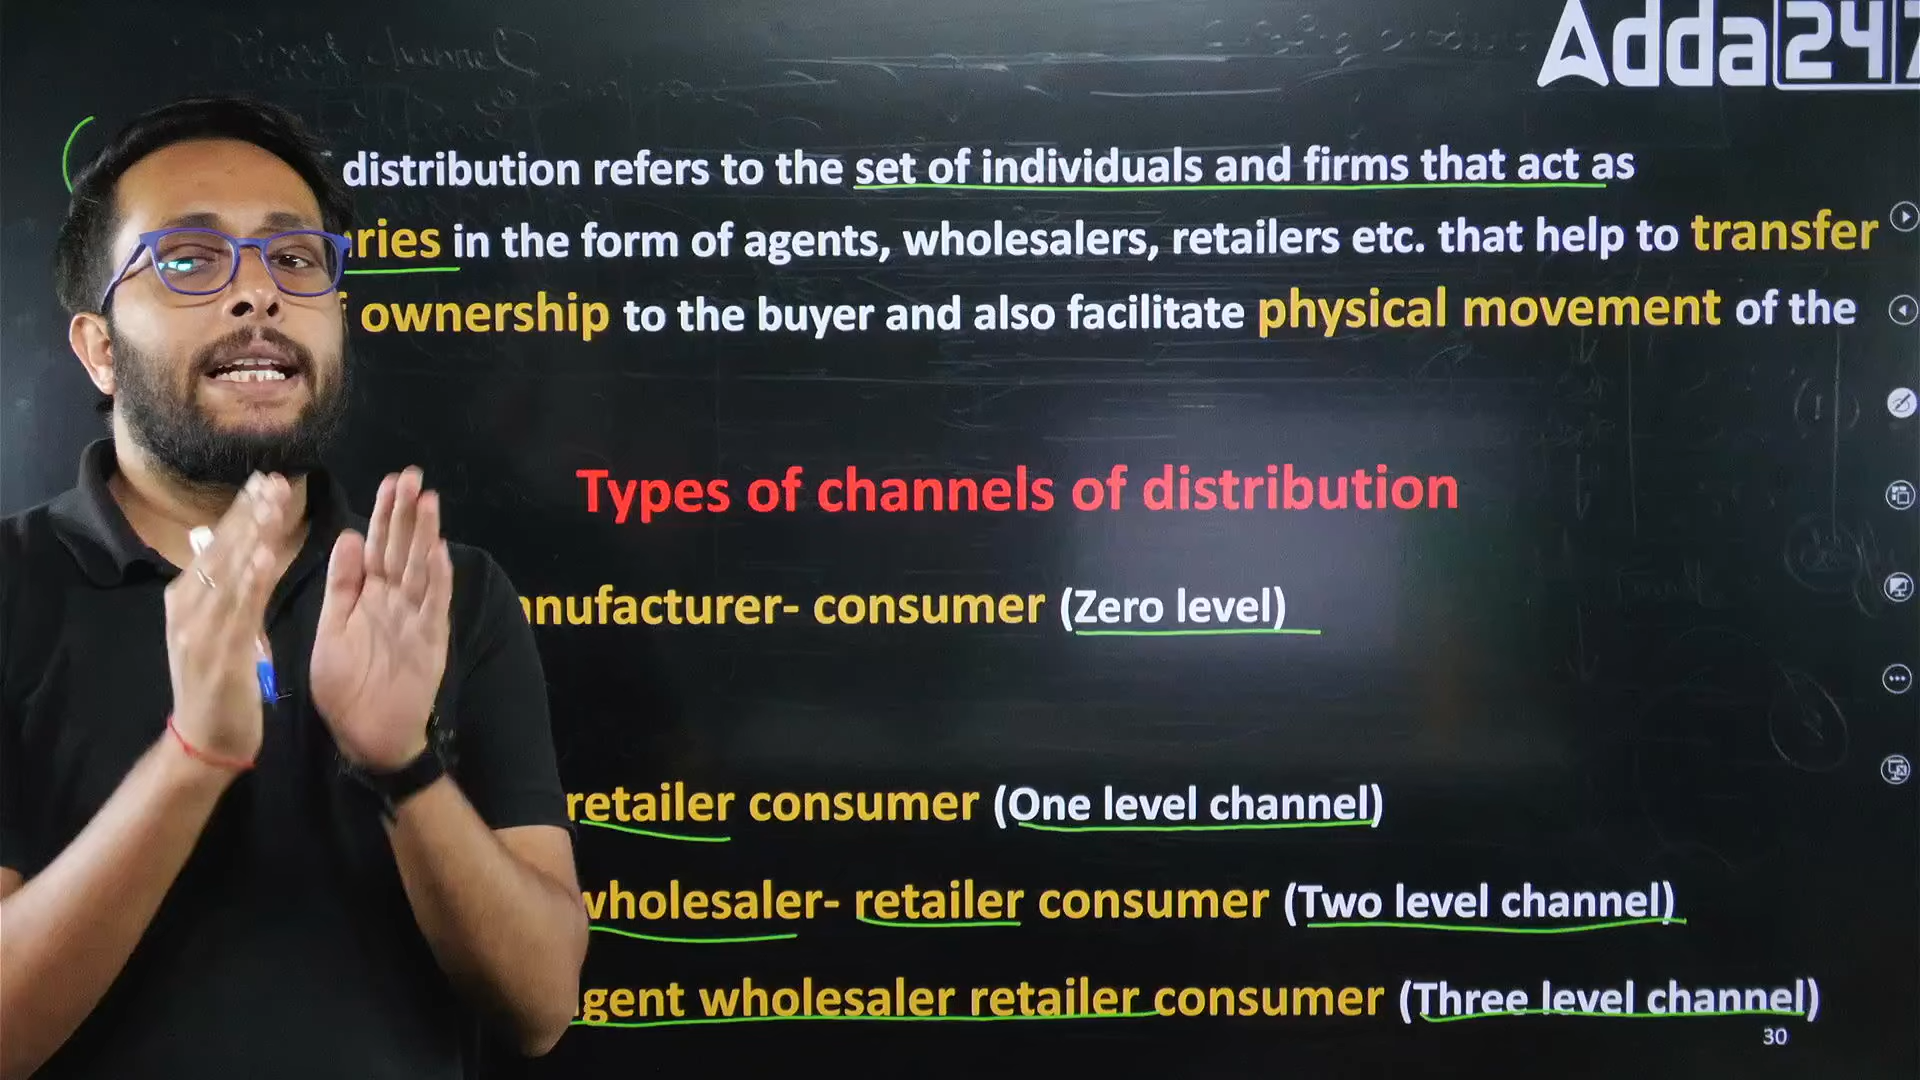 Adda247
distribution refers to the set of individuals and firms that act as
ries in the form of agents, wholesalers, retailers etc. that help to transfer
ownership to the buyer and also facilitate physical movement of the
Types of channels of distribution
nufacturer- consumer (Zero level)
retailer consumer (One level channel)
wholesaler- retailer consumer (Two level channel)
gent wholesaler retailer consumer (Three level channel)
30